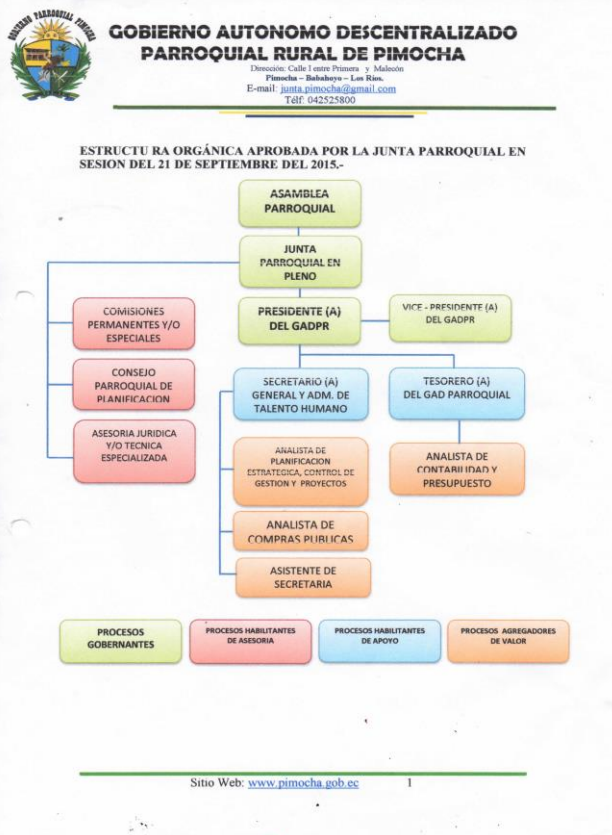 GOBIERNO PARROQUIAL PIMOCHA
GOBIERNO AUTONOMO DESCENTRALIZADO
PARROQUIAL RURAL DE PIMOCHA
Dirección: Calle I entre Primera y Malecón
Pimocha – Babahoyo – Los Ríos.
E-mail: junta.pimocha@gmail.com
Télf: 042525800
ESTRUCTU RA ORGÁNICA APROBADA POR LA JUNTA PARROQUIAL EN
SESION DEL 21 DE SEPTIEMBRE DEL 2015.-
ASAMBLEA
PARROQUIAL
JUNTA
PARROQUIAL EN
PLENO
PRESIDENTE (A)
DEL GADPR
VICE - PRESIDENTE (A)
DEL GADPR
COMISIONES
PERMANENTES Y/O
ESPECIALES
CONSEJO
PARROQUIAL DE
PLANIFICACION
ASESORIA JURIDICA
Y/O TECNICA
ESPECIALIZADA
SECRETARIO (A)
GENERAL Y ADM. DE
TALENTO HUMANO
TESORERO (A)
DEL GAD PARROQUIAL
ANALISTA DE
PLANIFICACION
ESTRATEGICA, CONTROL DE
GESTION Y PROYECTOS
ANALISTA DE
CONTABILIDAD Y
PRESUPUESTO
ANALISTA DE
COMPRAS PUBLICAS
ASISTENTE DE
SECRETARIA
PROCESOS
GOBERNANTES
PROCESOS HABILITANTES
DE ASESORIA
PROCESOS HABILITANTES
DE APOYO
PROCESOS AGREGADORES
DE VALOR
Sitio Web: www.pimocha.gob.ec 1